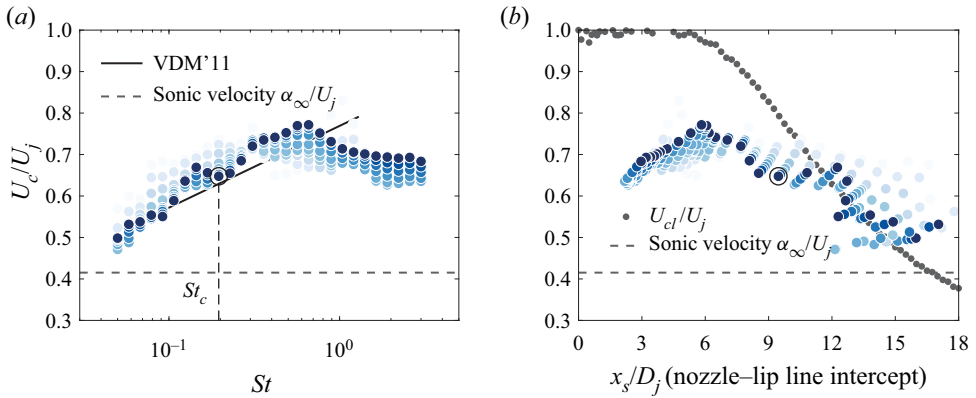 (a)
1.0
0.9
0.8
0.7
0.6
0.5
0.4
0.3
U_c/U_j
VDM'11
Sonic velocity α_∞/U_j
St_c
10^–1
10^0
St
(b)
1.0
0.9
0.8
0.7
0.6
0.5
0.4
0.3
U_cl/U_j
Sonic velocity α_∞/U_j
0 3 6 9 12 15 18
x_s/D_j (nozzle–lip line intercept)